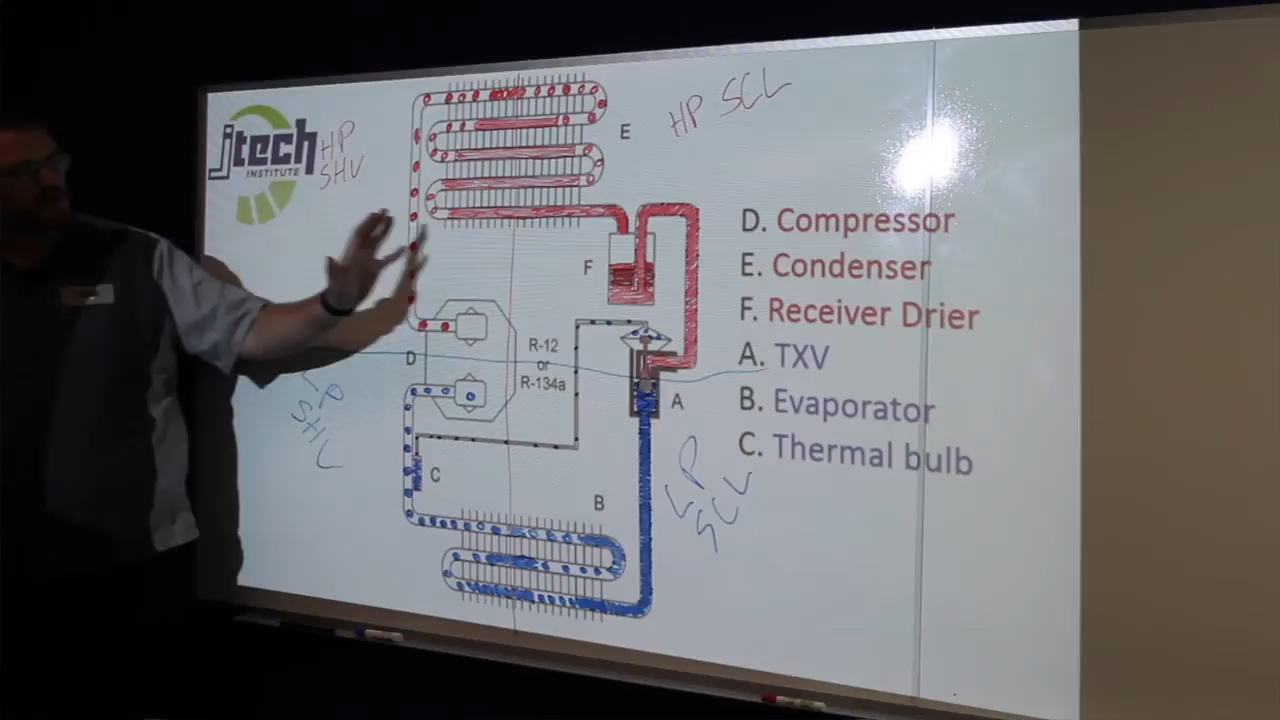 jtech
INSTITUTE
HP
SHV
HP SCL
E
F
D
R-12
or
R-134a
A
C
B
LP
SHV
LP
SCL
D. Compressor
E. Condenser
F. Receiver Drier
A. TXV
B. Evaporator
C. Thermal bulb